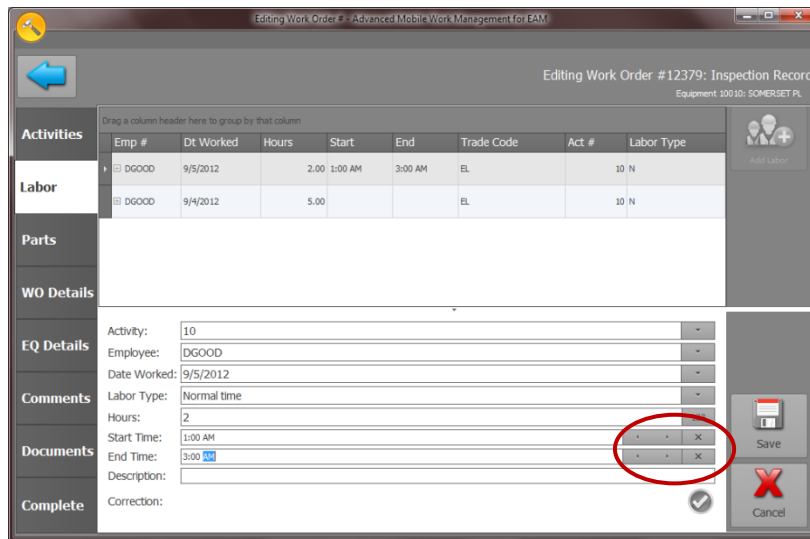 Editing Work Order # - Advanced Mobile Work Management for EAM
Editing Work Order #12379: Inspection Record
Equipment 10010: SOMERSET PL
Activities
Labor
Parts
WO Details
EQ Details
Comments
Documents
Complete
Drag a column header here to group by that column
Emp # Dt Worked Hours Start End Trade Code Act # Labor Type
DGOOD 9/5/2012 2.00 1:00 AM 3:00 AM EL 10 N
DGOOD 9/4/2012 5.00 EL 10 N
Add Labor
Activity: 10
Employee: DGOOD
Date Worked: 9/5/2012
Labor Type: Normal time
Hours: 2
Start Time: 1:00 AM
End Time: 3:00 AM
Description:
Correction:
Save
Cancel